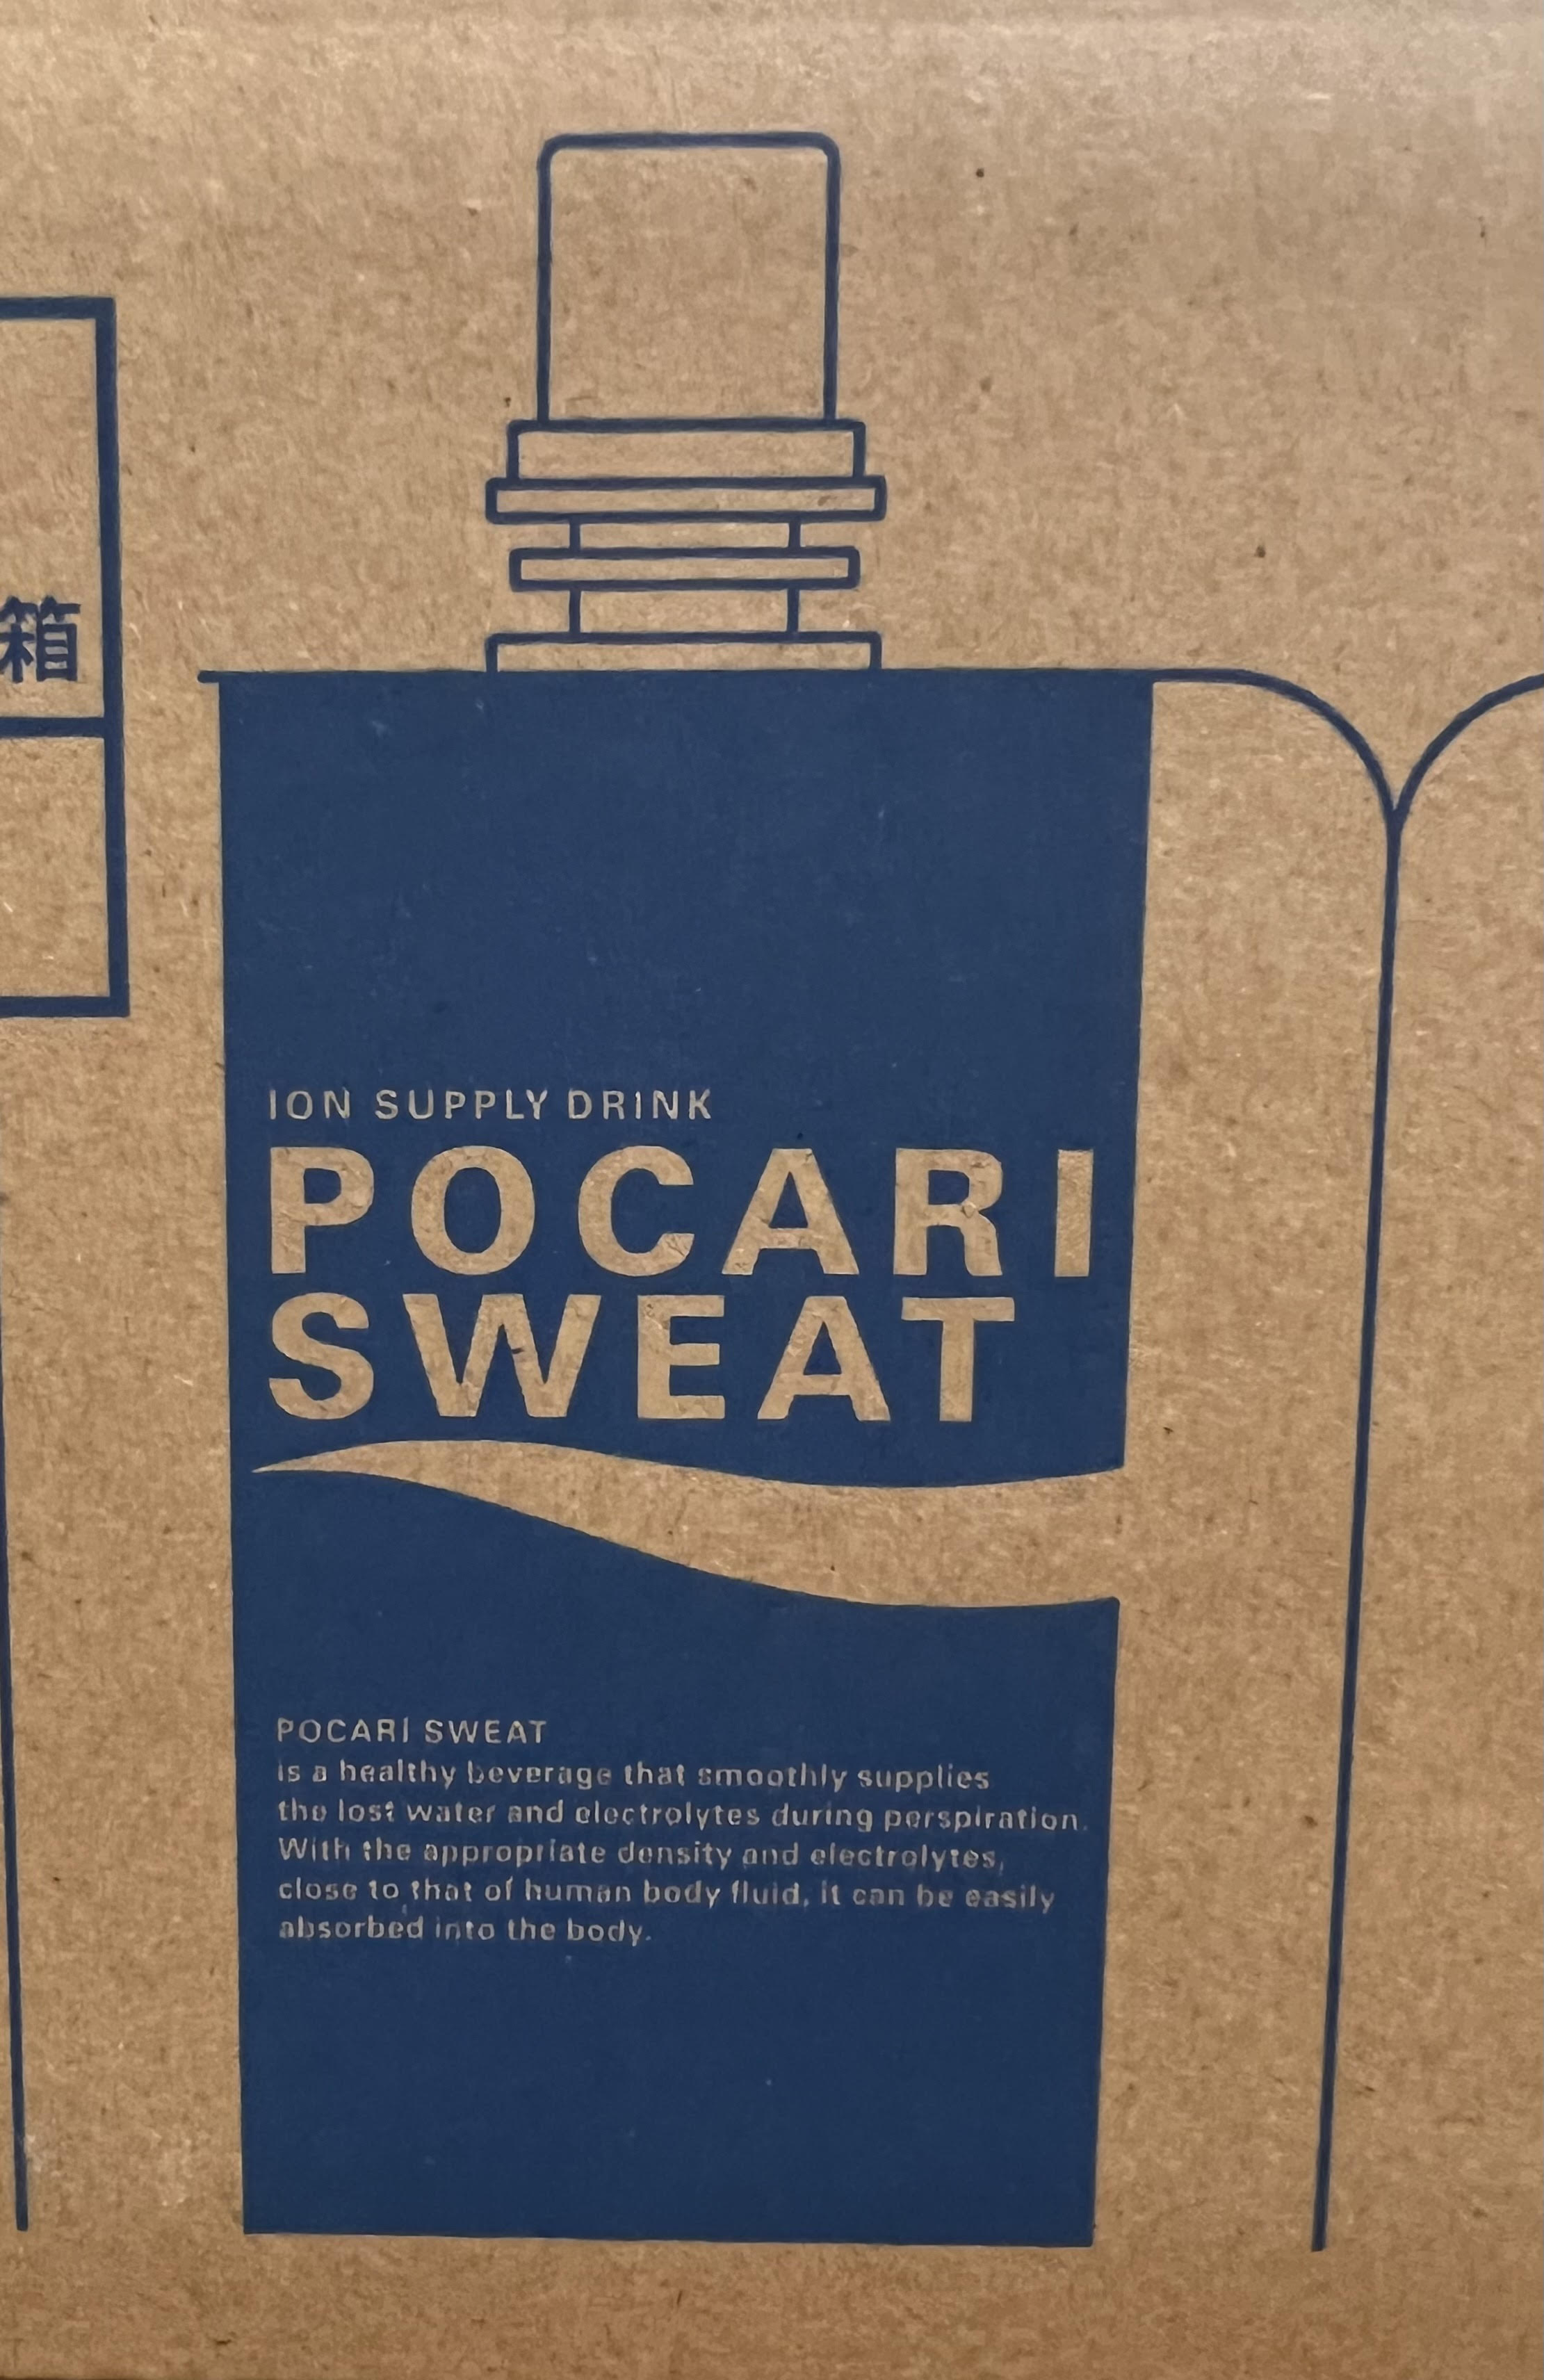 箱
ION SUPPLY DRINK
POCARI
SWEAT
POCARI SWEAT
is a healthy beverage that smoothly supplies
the lost water and electrolytes during perspiration.
With the appropriate density and electrolytes,
close to that of human body fluid, it can be easily
absorbed into the body.